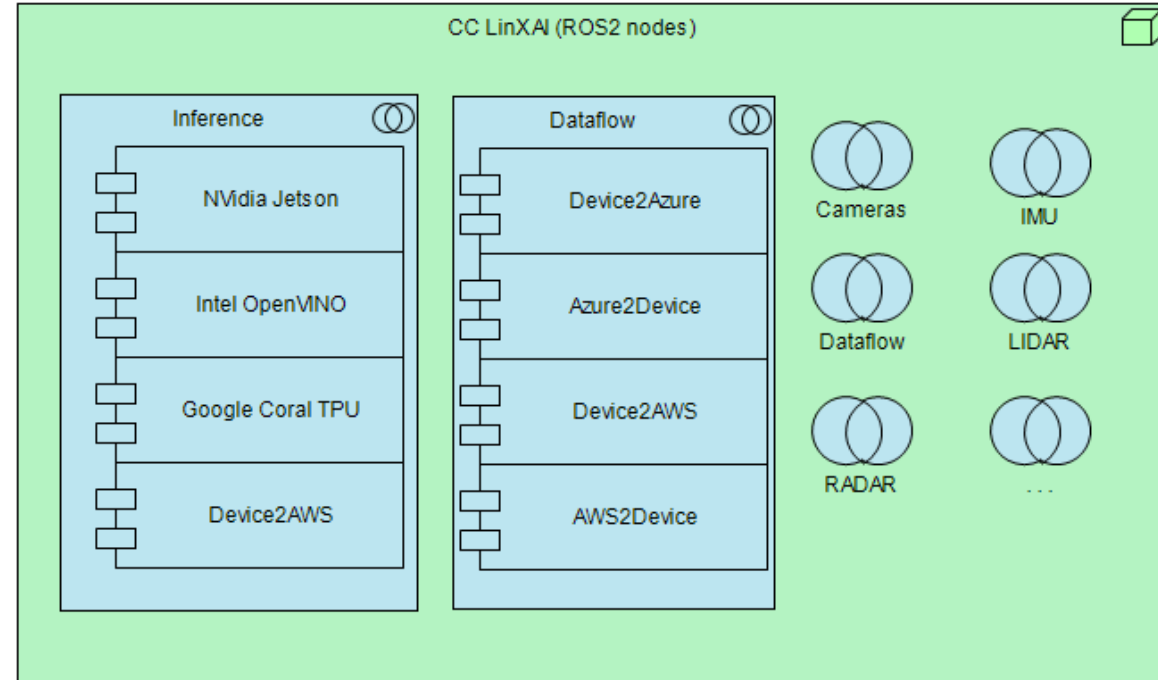 CC LinXAI (ROS2 nodes)
Inference
NVidia Jetson
Intel OpenVINO
Google Coral TPU
Device2AWS
Dataflow
Device2Azure
Azure2Device
Device2AWS
AWS2Device
Cameras
IMU
Dataflow
LIDAR
RADAR
. . .